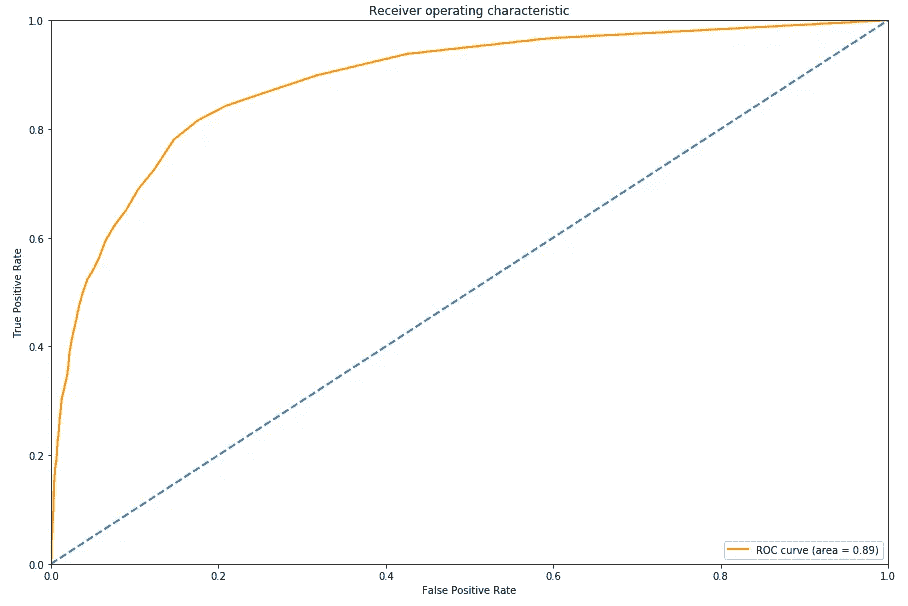 Receiver operating characteristic
1.0
0.8
0.6
0.4
0.2
0.0
True Positive Rate
ROC curve (area = 0.89)
0.0 0.2 0.4 0.6 0.8 1.0
False Positive Rate